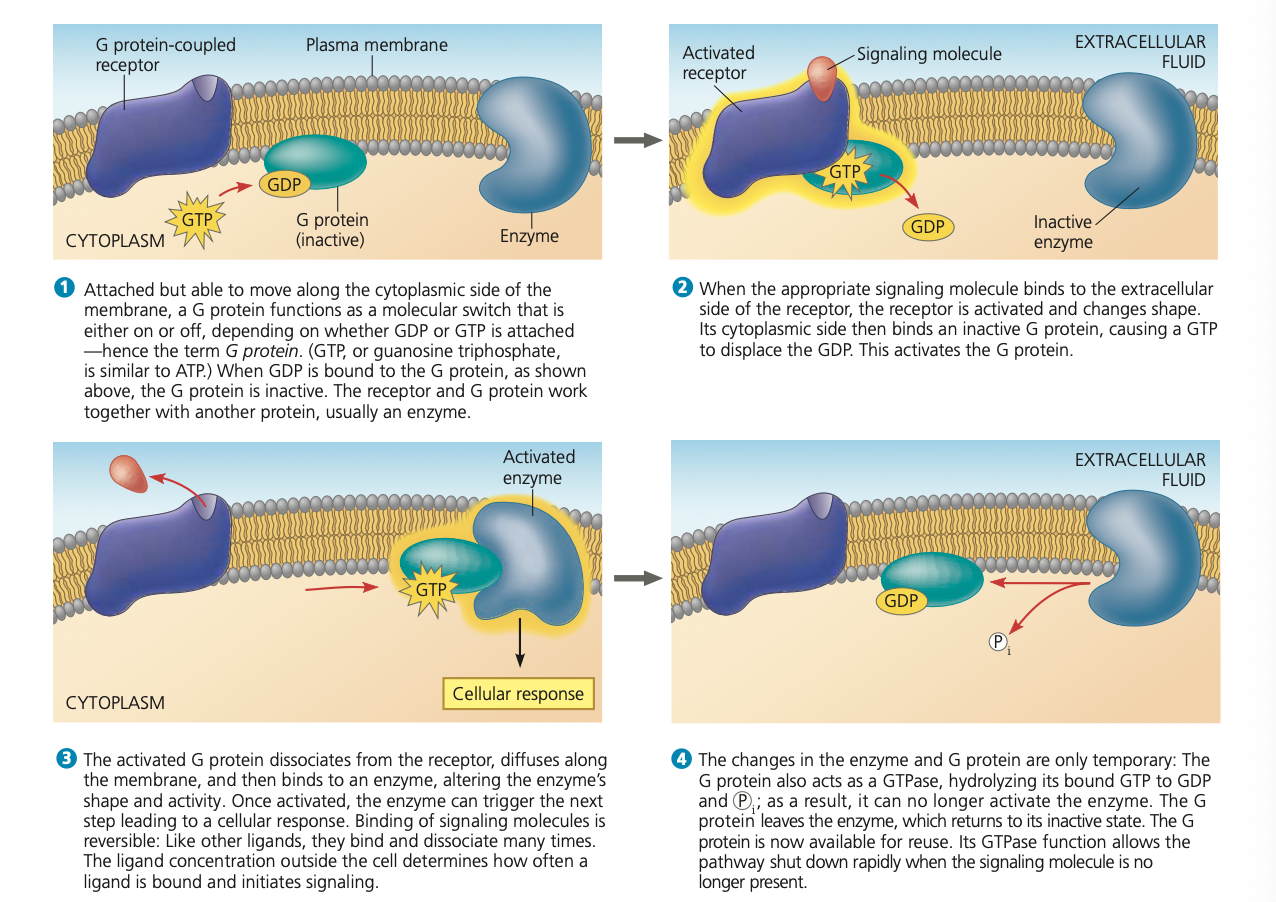 G protein-coupled
receptor
Plasma membrane
GDP
GTP
G protein
(inactive)
Enzyme
CYTOPLASM
Activated
receptor
Signaling molecule
EXTRACELLULAR
FLUID
GTP
GDP
Inactive
enzyme
1 Attached but able to move along the cytoplasmic side of the
membrane, a G protein functions as a molecular switch that is
either on or off, depending on whether GDP or GTP is attached
—hence the term G protein. (GTP, or guanosine triphosphate,
is similar to ATP.) When GDP is bound to the G protein, as shown
above, the G protein is inactive. The receptor and G protein work
together with another protein, usually an enzyme.
2 When the appropriate signaling molecule binds to the extracellular
side of the receptor, the receptor is activated and changes shape.
Its cytoplasmic side then binds an inactive G protein, causing a GTP
to displace the GDP. This activates the G protein.
Activated
enzyme
GTP
Cellular response
CYTOPLASM
EXTRACELLULAR
FLUID
GDP
P i
3 The activated G protein dissociates from the receptor, diffuses along
the membrane, and then binds to an enzyme, altering the enzyme's
shape and activity. Once activated, the enzyme can trigger the next
step leading to a cellular response. Binding of signaling molecules is
reversible: Like other ligands, they bind and dissociate many times.
The ligand concentration outside the cell determines how often a
ligand is bound and initiates signaling.
4 The changes in the enzyme and G protein are only temporary: The
G protein also acts as a GTPase, hydrolyzing its bound GTP to GDP
and P i; as a result, it can no longer activate the enzyme. The G
protein leaves the enzyme, which returns to its inactive state. The G
protein is now available for reuse. Its GTPase function allows the
pathway shut down rapidly when the signaling molecule is no
longer present.